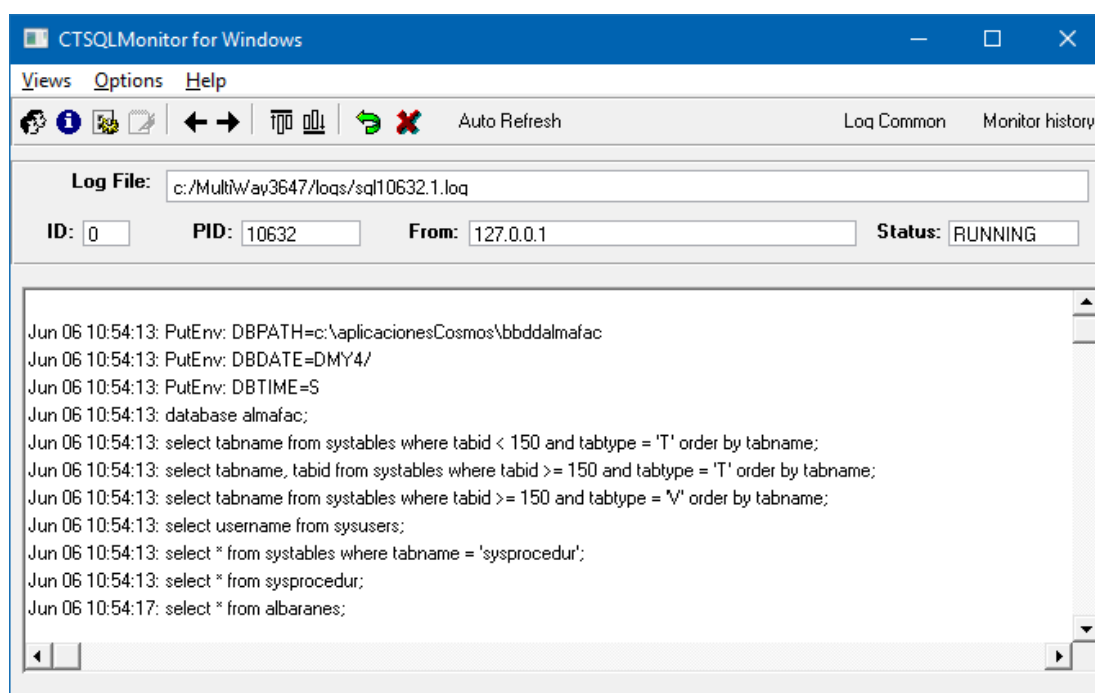 CTSQLMonitor for Windows
Views Options Help
Auto Refresh Log Common Monitor history
Log File: c:/MultiWay3647/logs/sql10632.1.log
ID: 0 PID: 10632 From: 127.0.0.1 Status: RUNNING
Jun 06 10:54:13: PutEnv: DBPATH=c:\aplicacionesCosmos\bbddalmafac
Jun 06 10:54:13: PutEnv: DBDATE=DMY4/
Jun 06 10:54:13: PutEnv: DBTIME=S
Jun 06 10:54:13: database almafac;
Jun 06 10:54:13: select tabname from systables where tabid < 150 and tabtype = 'T' order by tabname;
Jun 06 10:54:13: select tabname, tabid from systables where tabid >= 150 and tabtype = 'T' order by tabname;
Jun 06 10:54:13: select tabname from systables where tabid >= 150 and tabtype = 'V' order by tabname;
Jun 06 10:54:13: select username from sysusers;
Jun 06 10:54:13: select * from systables where tabname = 'sysprocedur';
Jun 06 10:54:13: select * from sysprocedur;
Jun 06 10:54:17: select * from albaranes;